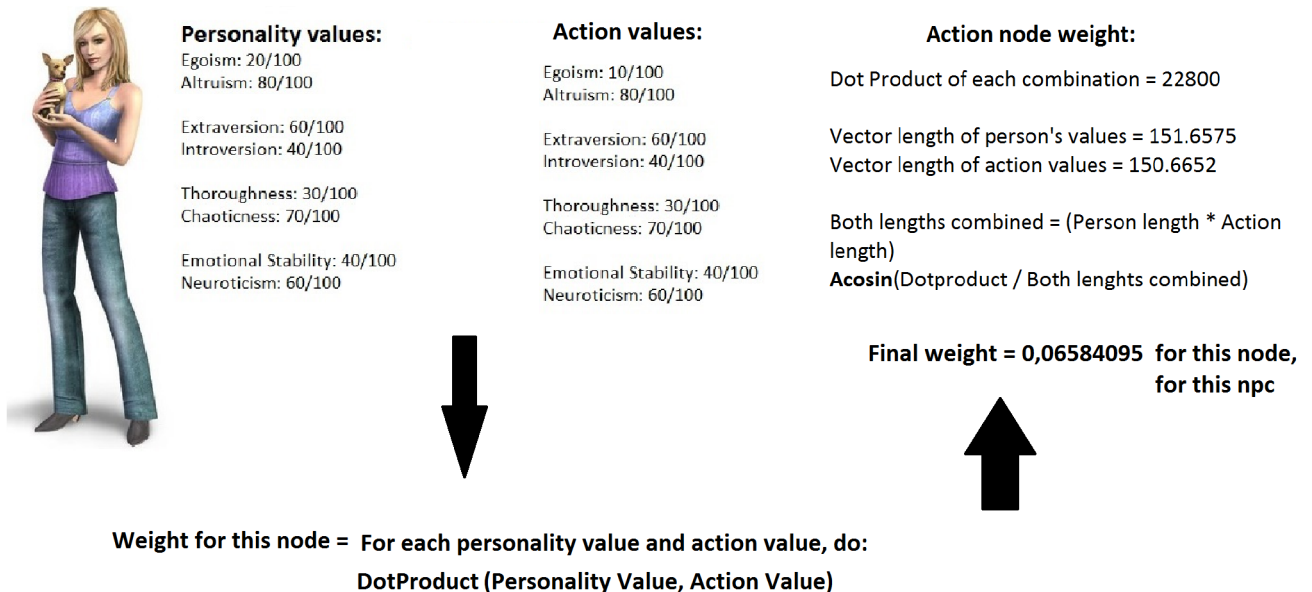 Personality values:
Egoism: 20/100
Altruism: 80/100
Extraversion: 60/100
Introversion: 40/100
Thoroughness: 30/100
Chaoticness: 70/100
Emotional Stability: 40/100
Neuroticism: 60/100
Action values:
Egoism: 10/100
Altruism: 80/100
Extraversion: 60/100
Introversion: 40/100
Thoroughness: 30/100
Chaoticness: 70/100
Emotional Stability: 40/100
Neuroticism: 60/100
Action node weight:
Dot Product of each combination = 22800
Vector length of person's values = 151.6575
Vector length of action values = 150.6652
Both lengths combined = (Person length * Action
length)
Acosin(Dotproduct / Both lenghts combined)
Final weight = 0,06584095 for this node,
for this npc
Weight for this node = For each personality value and action value, do:
DotProduct (Personality Value, Action Value)